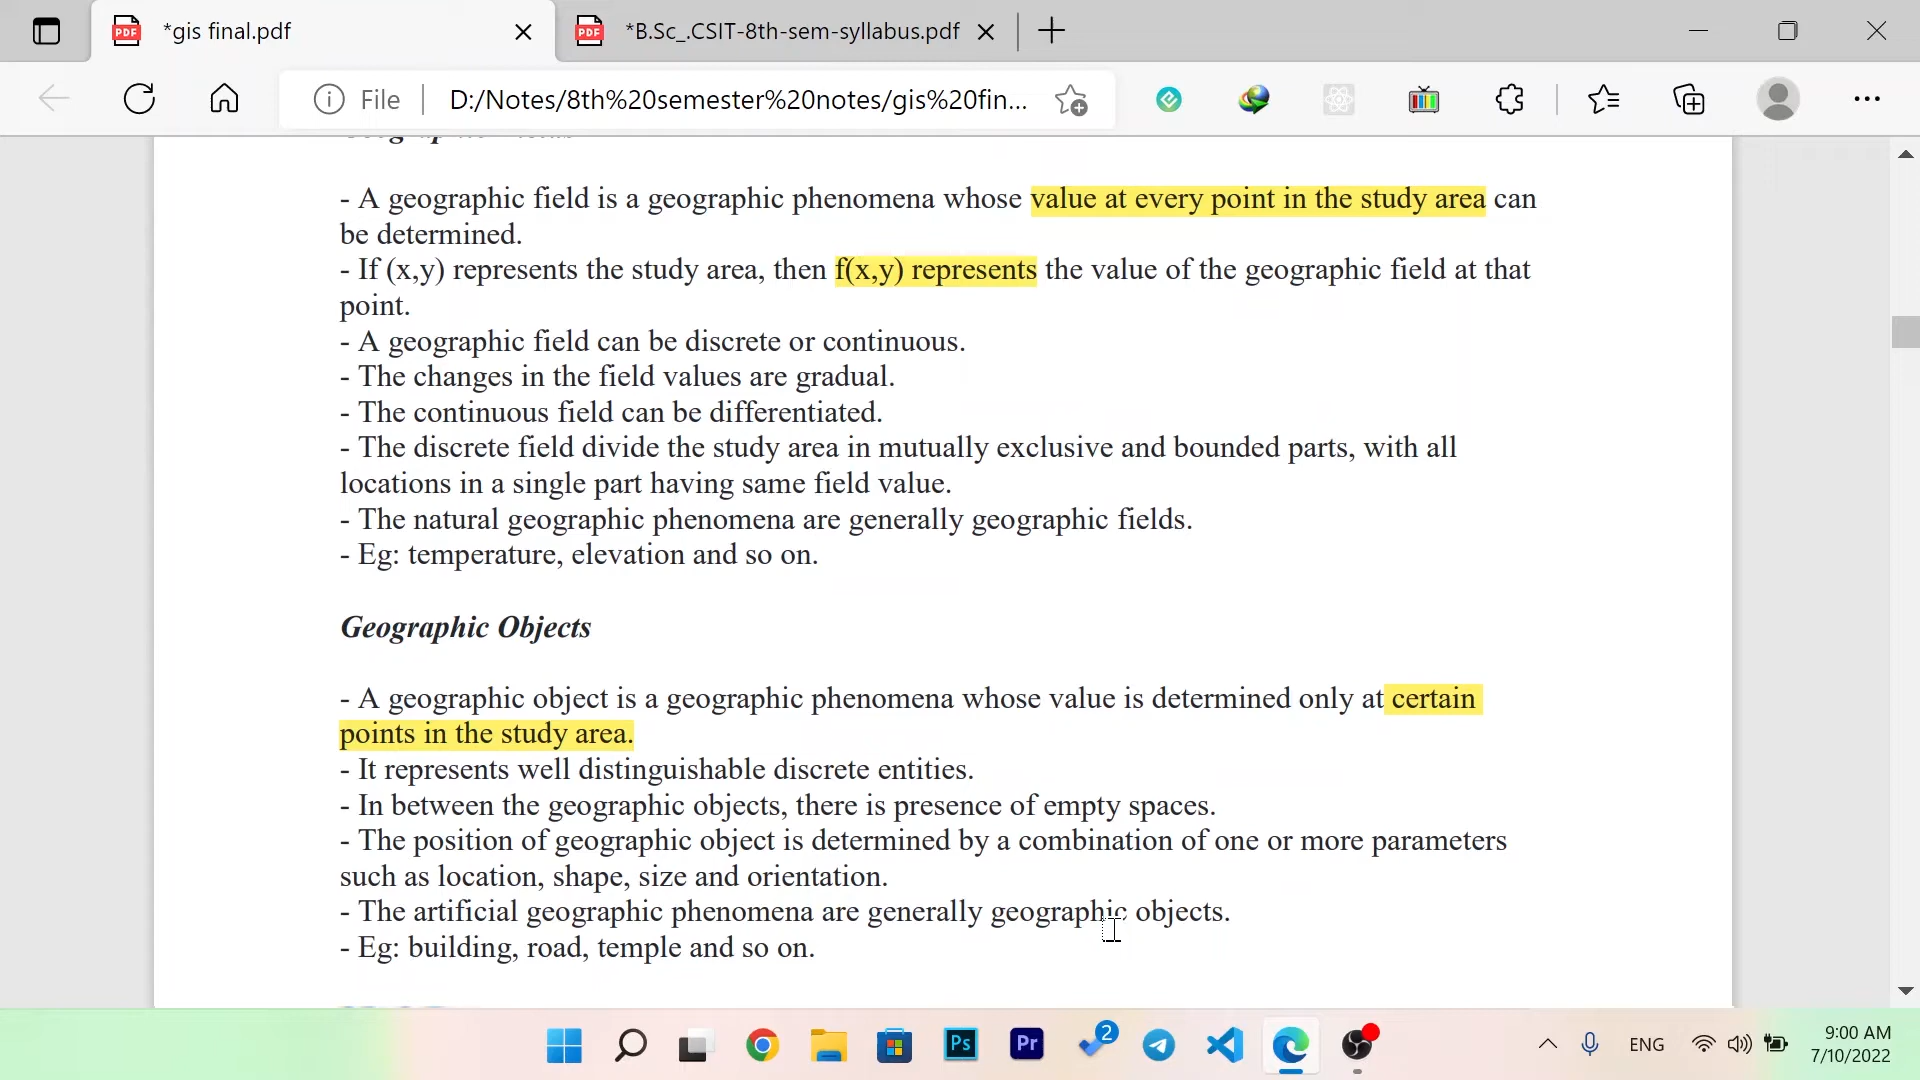 *gis final.pdf
*B.Sc_.CSIT-8th-sem-syllabus.pdf
File
D:/Notes/8th%20semester%20notes/gis%20fin...
- A geographic field is a geographic phenomena whose value at every point in the study area can
be determined.
- If (x,y) represents the study area, then f(x,y) represents the value of the geographic field at that
point.
- A geographic field can be discrete or continuous.
- The changes in the field values are gradual.
- The continuous field can be differentiated.
- The discrete field divide the study area in mutually exclusive and bounded parts, with all
locations in a single part having same field value.
- The natural geographic phenomena are generally geographic fields.
- Eg: temperature, elevation and so on.
Geographic Objects
- A geographic object is a geographic phenomena whose value is determined only at certain
points in the study area.
- It represents well distinguishable discrete entities.
- In between the geographic objects, there is presence of empty spaces.
- The position of geographic object is determined by a combination of one or more parameters
such as location, shape, size and orientation.
- The artificial geographic phenomena are generally geographic objects.
- Eg: building, road, temple and so on.
Ps
Pr
2
ENG
9:00 AM
7/10/2022